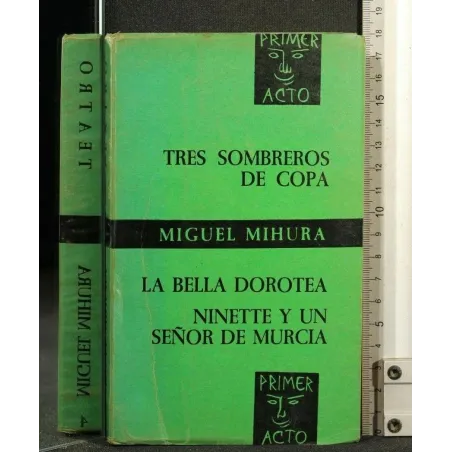 PRIMER
ACTO
TRES SOMBREROS
DE COPA
MIGUEL MIHURA
LA BELLA DOROTEA
NINETTE Y UN
SEÑOR DE MURCIA
PRIMER
ACTO
TEATRO
MIGUEL MIHURA
4